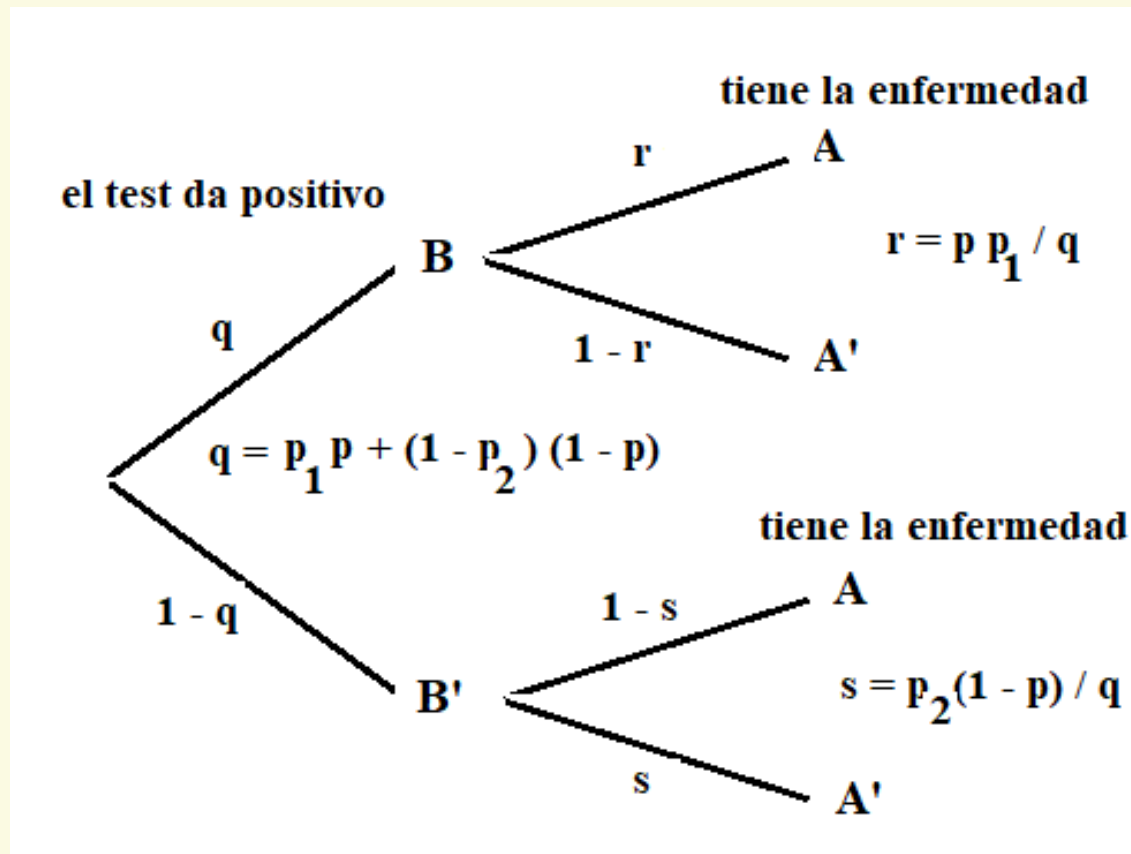 tiene la enfermedad
r
A
el test da positivo
B
r = p p₁ / q
q
1 - r
A'
q = p₁ p + (1 - p₂ ) (1 - p)
tiene la enfermedad
1 - q
1 - s
A
B'
s = p₂(1 - p) / q
s
A'